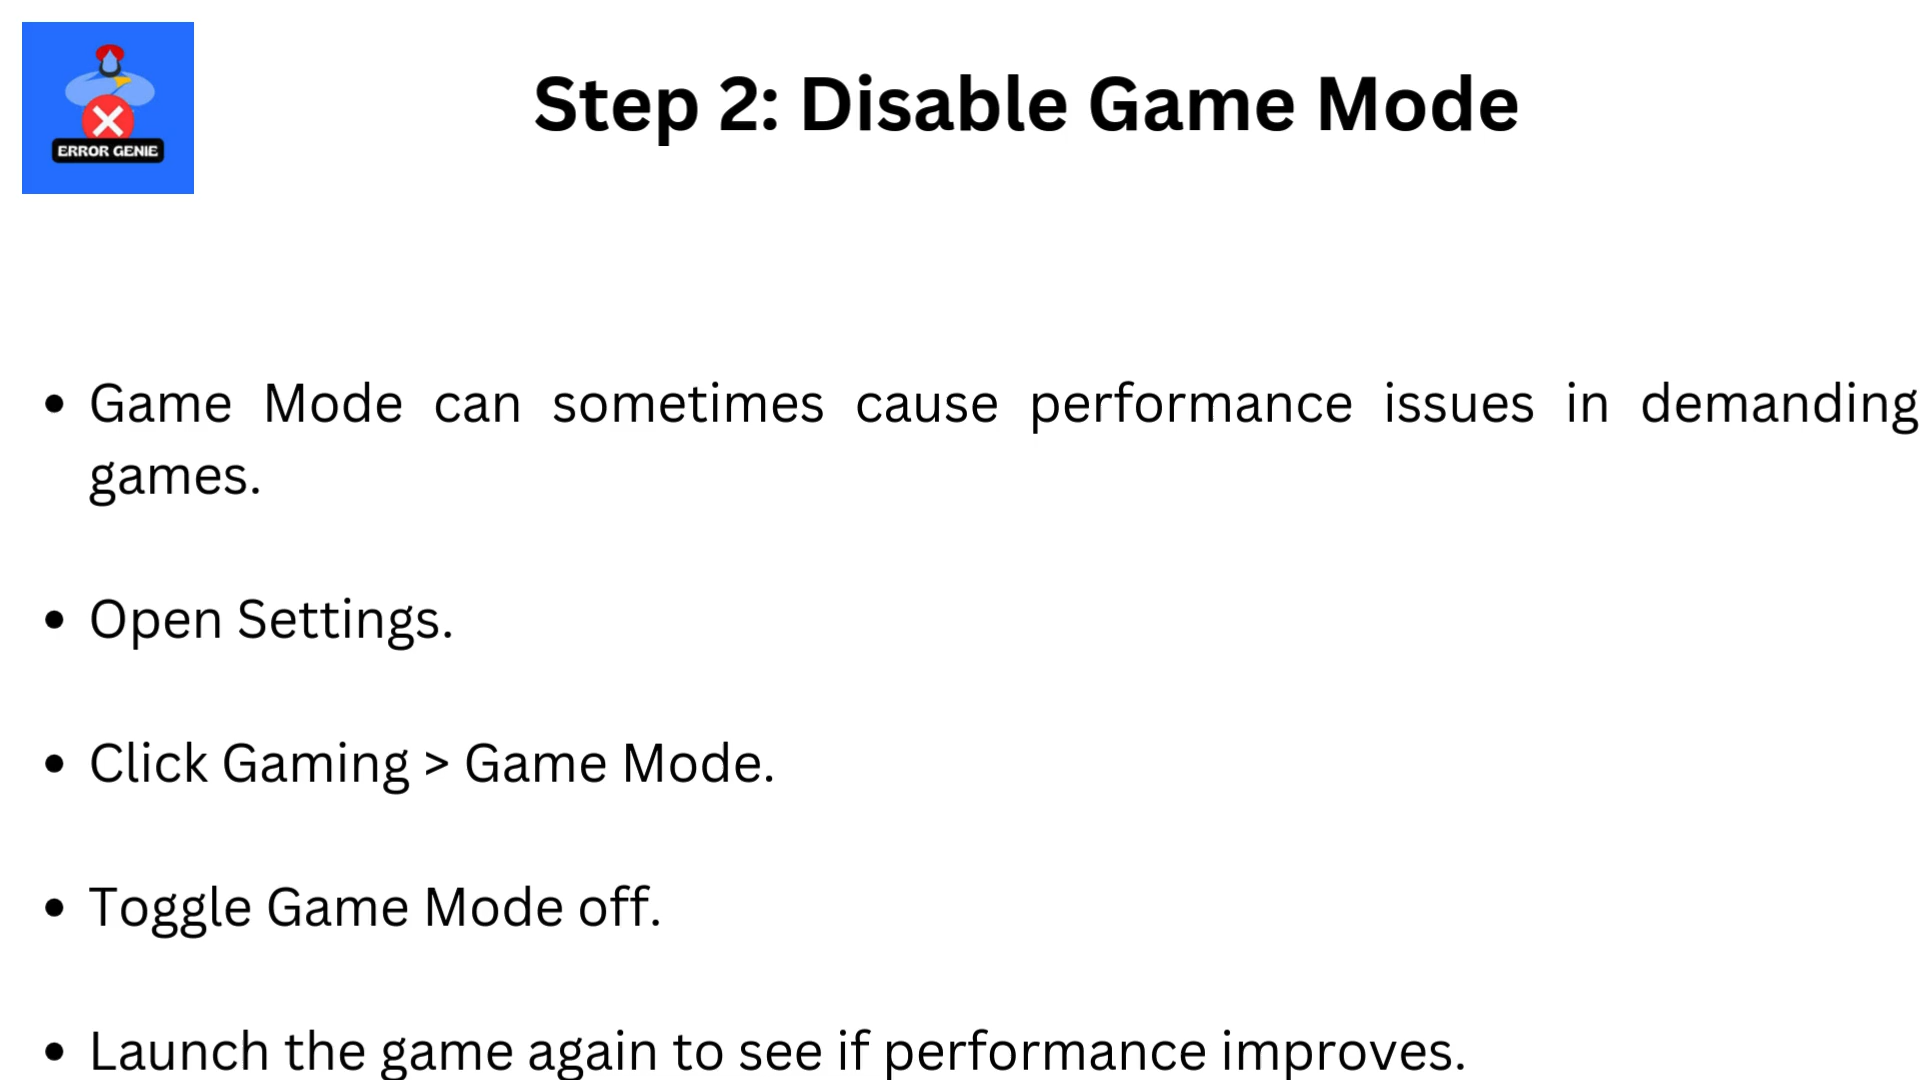 ERROR GENIE
Step 2: Disable Game Mode
• Game Mode can sometimes cause performance issues in demanding
games.
• Open Settings.
• Click Gaming > Game Mode.
• Toggle Game Mode off.
• Launch the game again to see if performance improves.